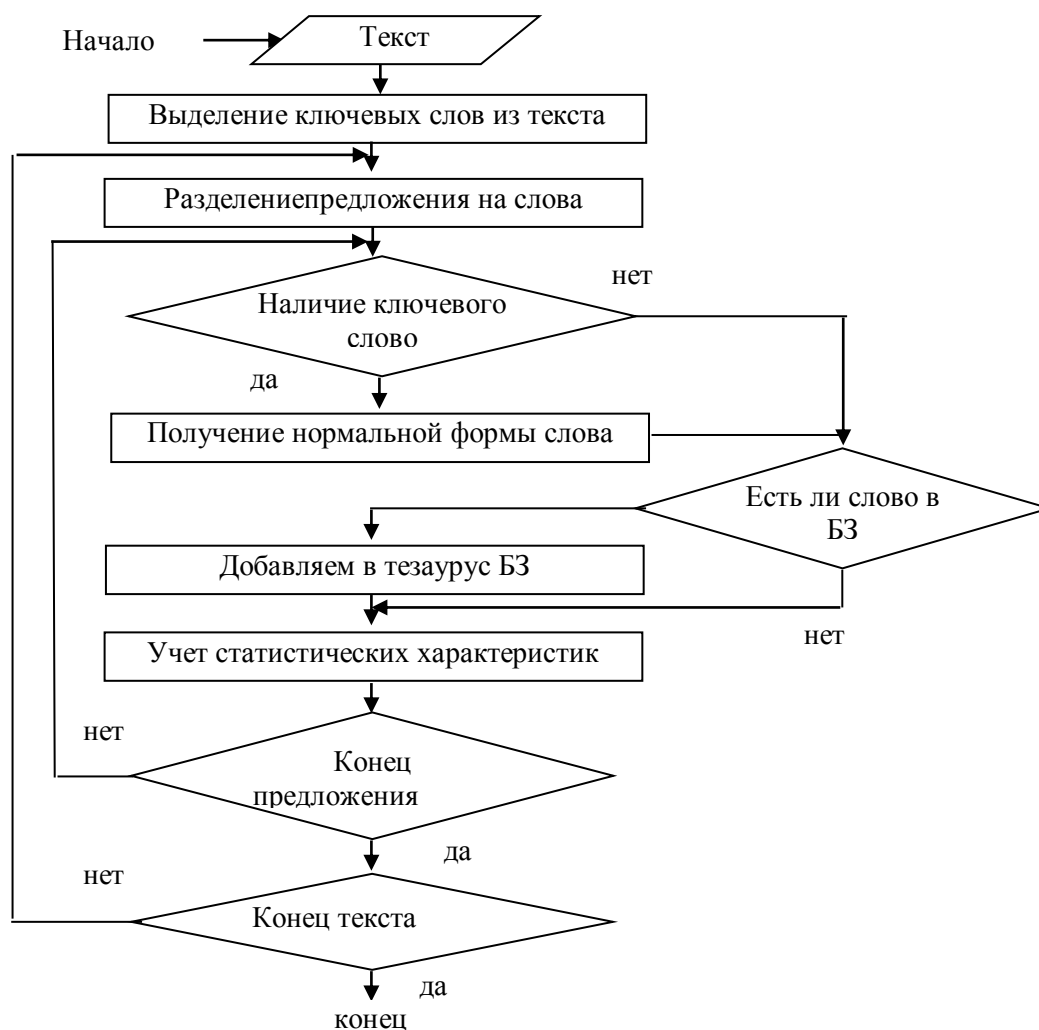 Начало
Текст
Выделение ключевых слов из текста
Разделениепредложения на слова
нет
Наличие ключевого
слово
да
Получение нормальной формы слова
Есть ли слово в
БЗ
Добавляем в тезаурус БЗ
нет
Учет статистических характеристик
нет
Конец
предложения
да
нет
Конец текста
да
конец